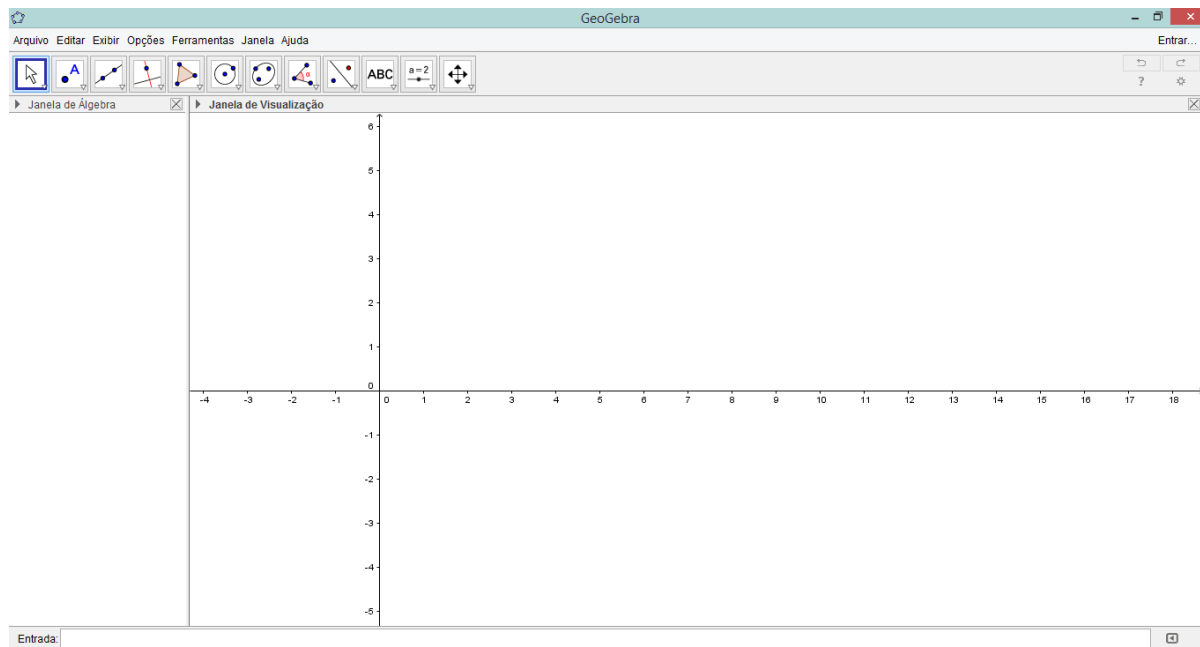 GeoGebra
Arquivo Editar Exibir Opções Ferramentas Janela Ajuda Entrar...
A α ABC a=2 ?
Janela de Álgebra Janela de Visualização
6
5
4
3
2
1
0
-4 -3 -2 -1 0 1 2 3 4 5 6 7 8 9 10 11 12 13 14 15 16 17 18
-1
-2
-3
-4
-5
Entrada: